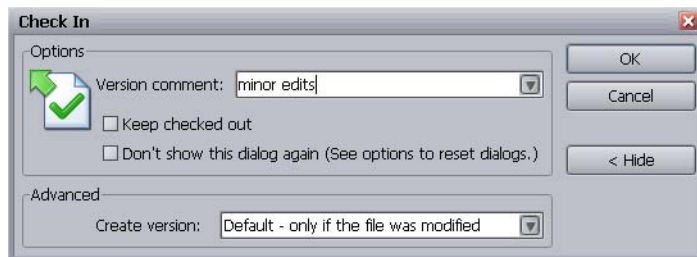 Check In
Options
Version comment: minor edits
Keep checked out
Don't show this dialog again (See options to reset dialogs.)
OK
Cancel
< Hide
Advanced
Create version: Default - only if the file was modified